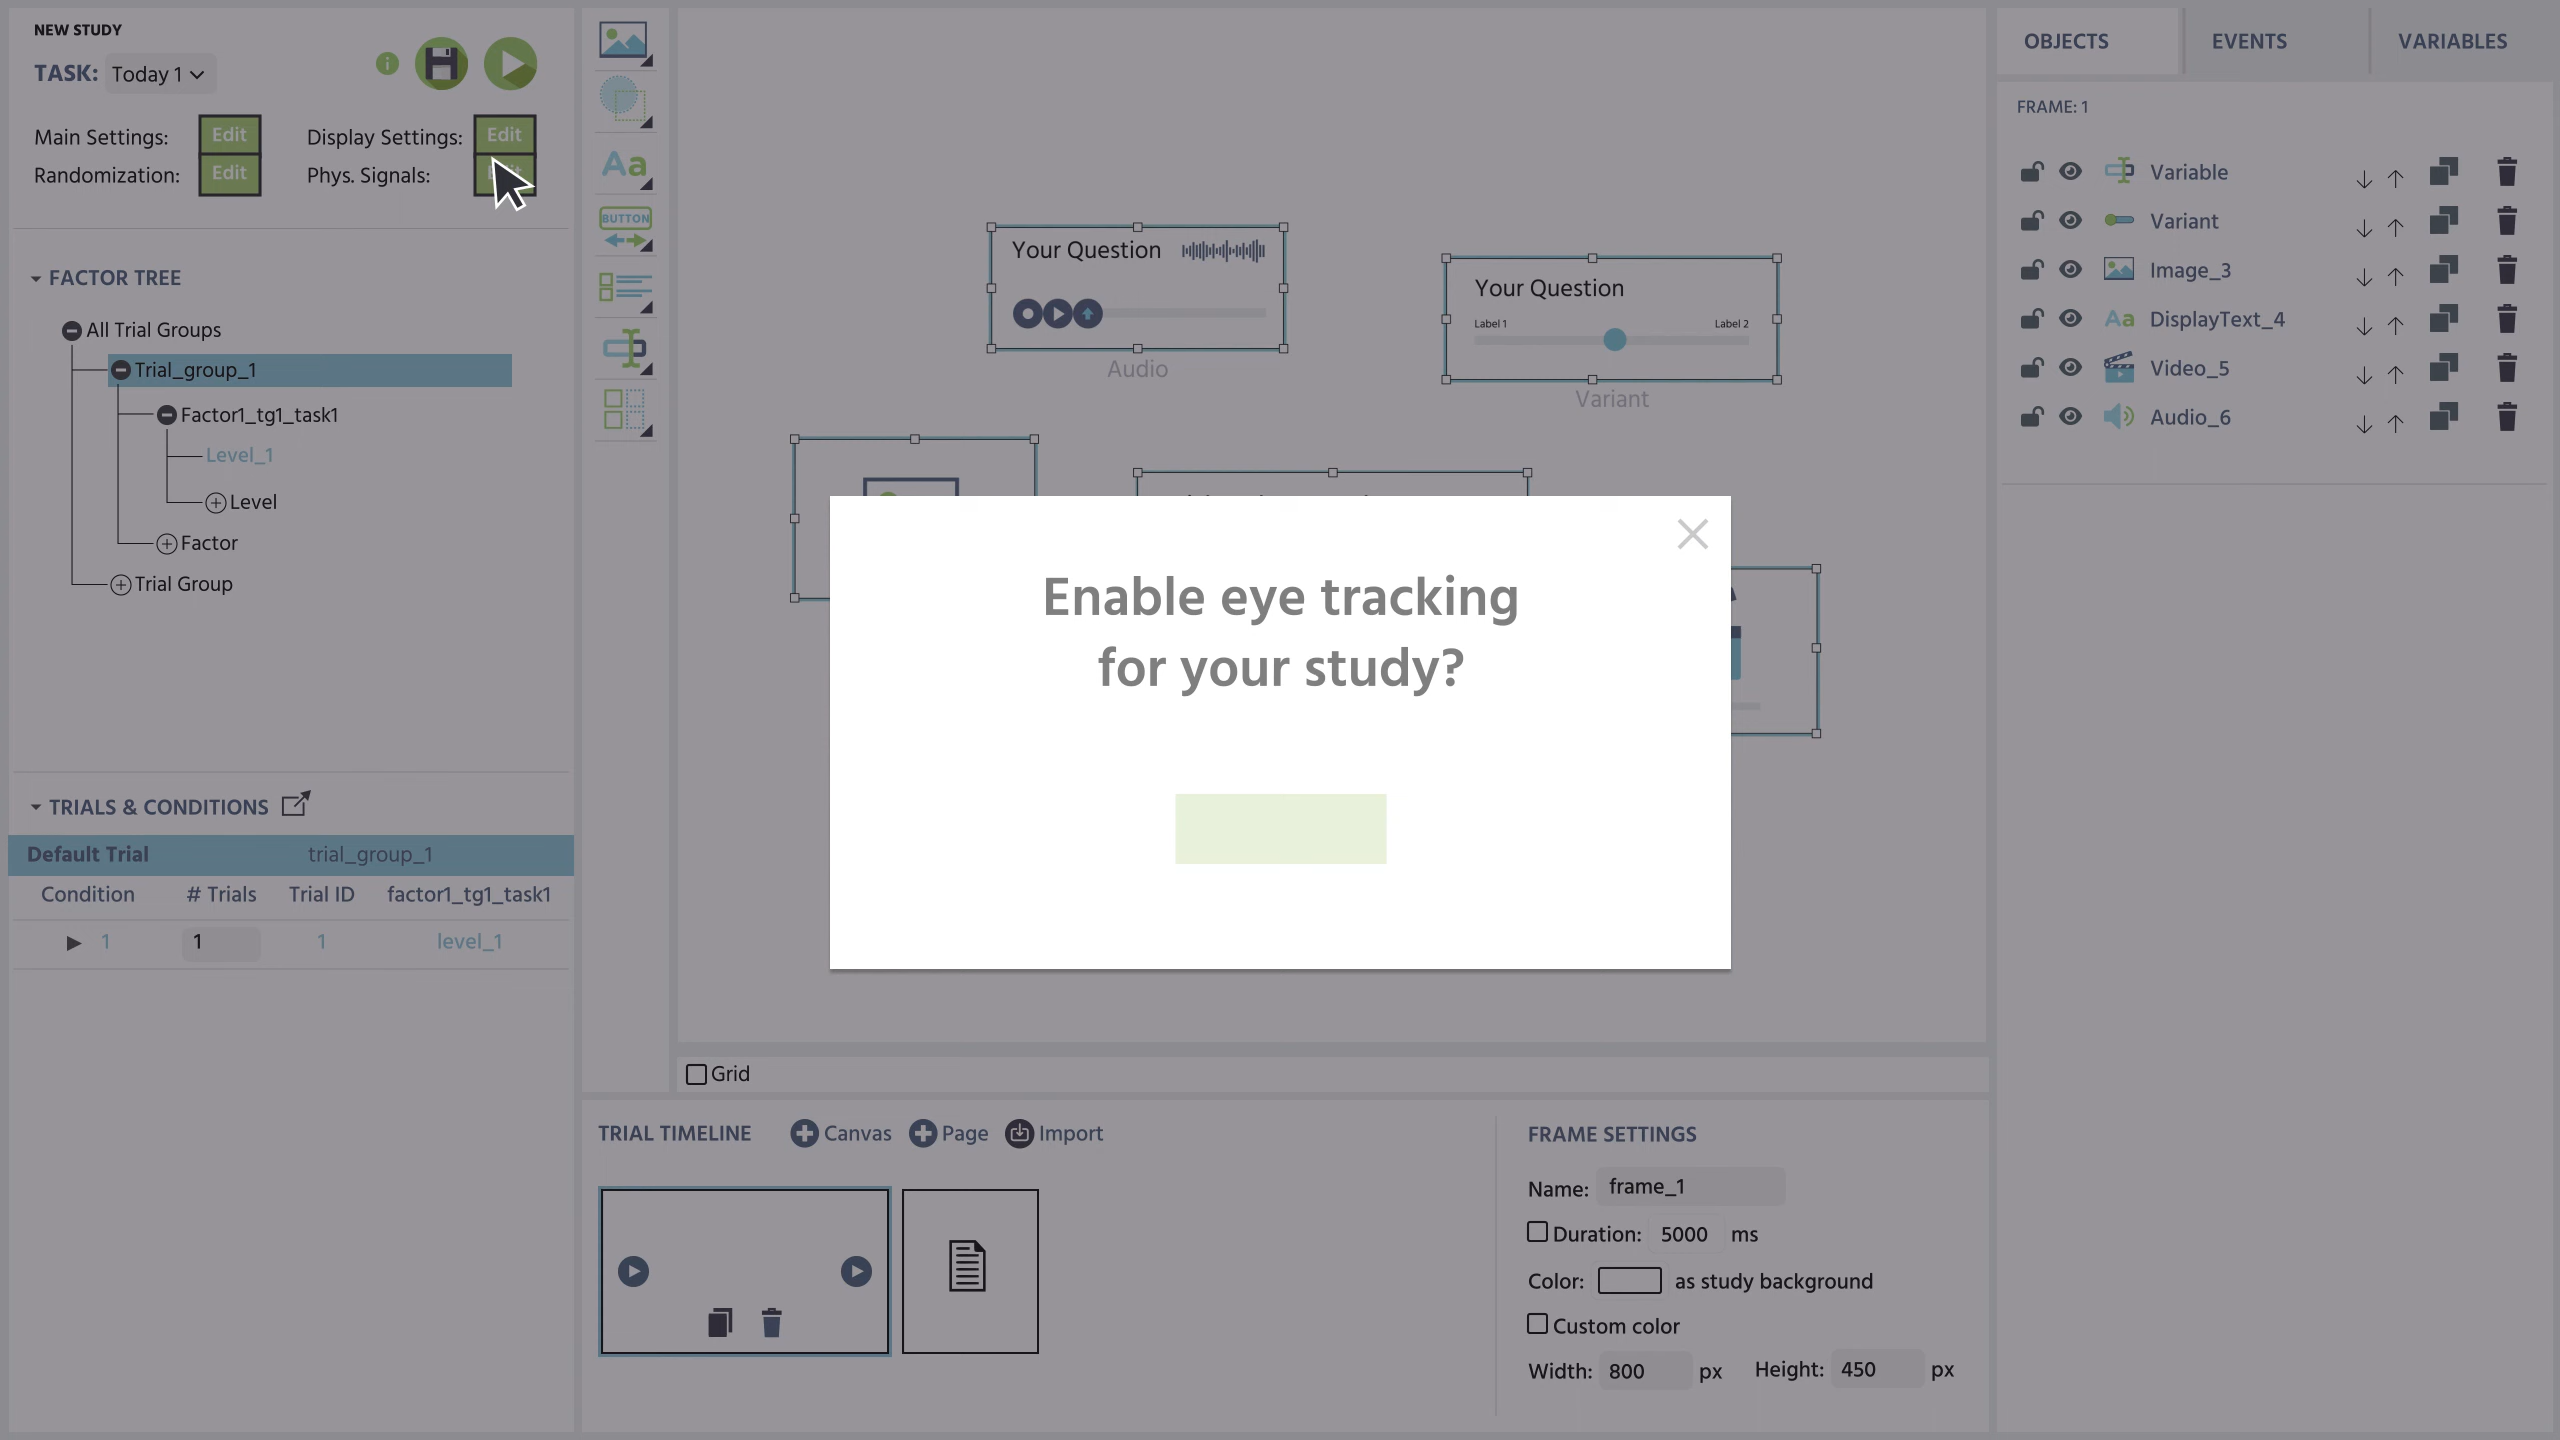 NEW STUDY
TASK: Today 1
Main Settings: Edit
Display Settings: Edit
Randomization: Edit
Phys. Signals:
FACTOR TREE
All Trial Groups
Trial_group_1
Factor1_tg1_task1
Level_1
Level
Factor
Trial Group
TRIALS & CONDITIONS
Default Trial trial_group_1
Condition # Trials Trial ID factor1_tg1_task1
1 1 1 level_1
Aa
BUTTON
Your Question
Audio
Your Question
Label 1 Label 2
Variant
Enable eye tracking
for your study?
Grid
TRIAL TIMELINE Canvas Page Import
FRAME SETTINGS
Name: frame_1
Duration: 5000 ms
Color: as study background
Custom color
Width: 800 px Height: 450 px
OBJECTS EVENTS VARIABLES
FRAME: 1
Variable
Variant
Image_3
Aa DisplayText_4
Video_5
Audio_6